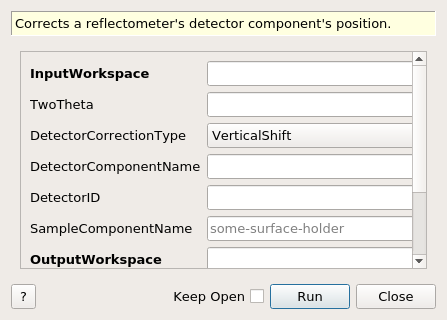 Corrects a reflectometer's detector component's position.
InputWorkspace
TwoTheta
DetectorCorrectionType VerticalShift
DetectorComponentName
DetectorID
SampleComponentName some-surface-holder
OutputWorkspace
? Keep Open Run Close